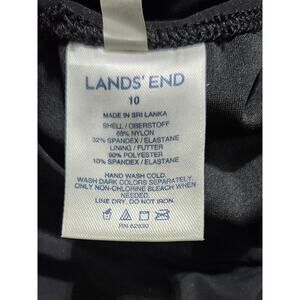 LANDS' END
10
MADE IN SRI LANKA
SHELL / OBERSTOFF
68% NYLON
32% SPANDEX / ELASTANE
LINING / FUTTER
90% POLYESTER
10% SPANDEX / ELASTANE
HAND WASH COLD.
WASH DARK COLORS SEPARATELY.
ONLY NON-CHLORINE BLEACH WHEN
NEEDED.
LINE DRY. DO NOT IRON.
RN 62830